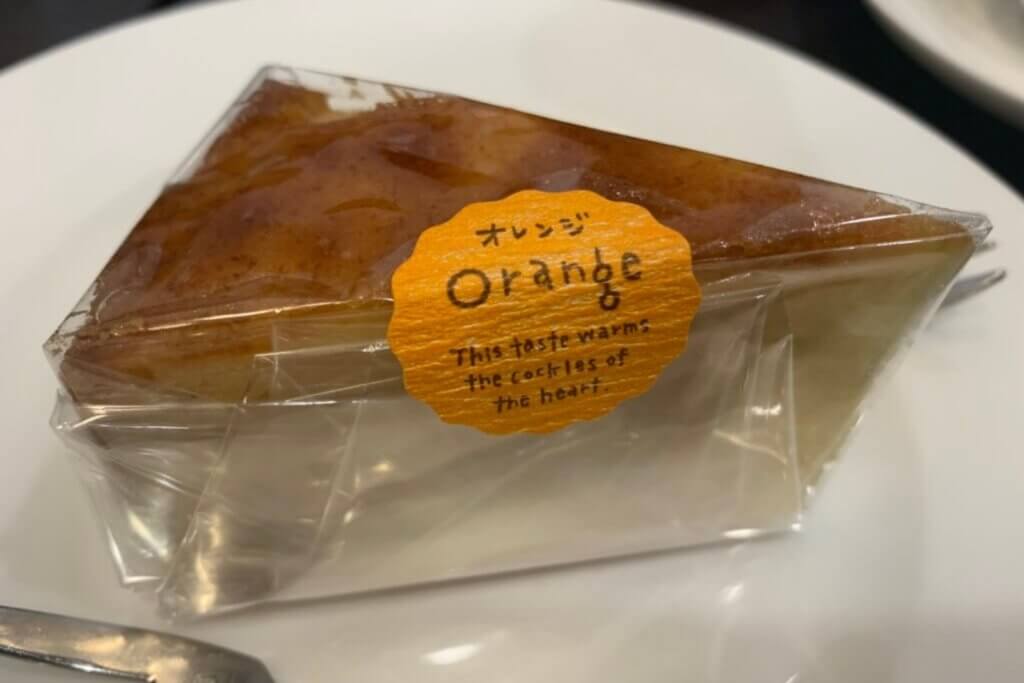 オレンジ
Orange
This taste warms
the cockles of
the heart.